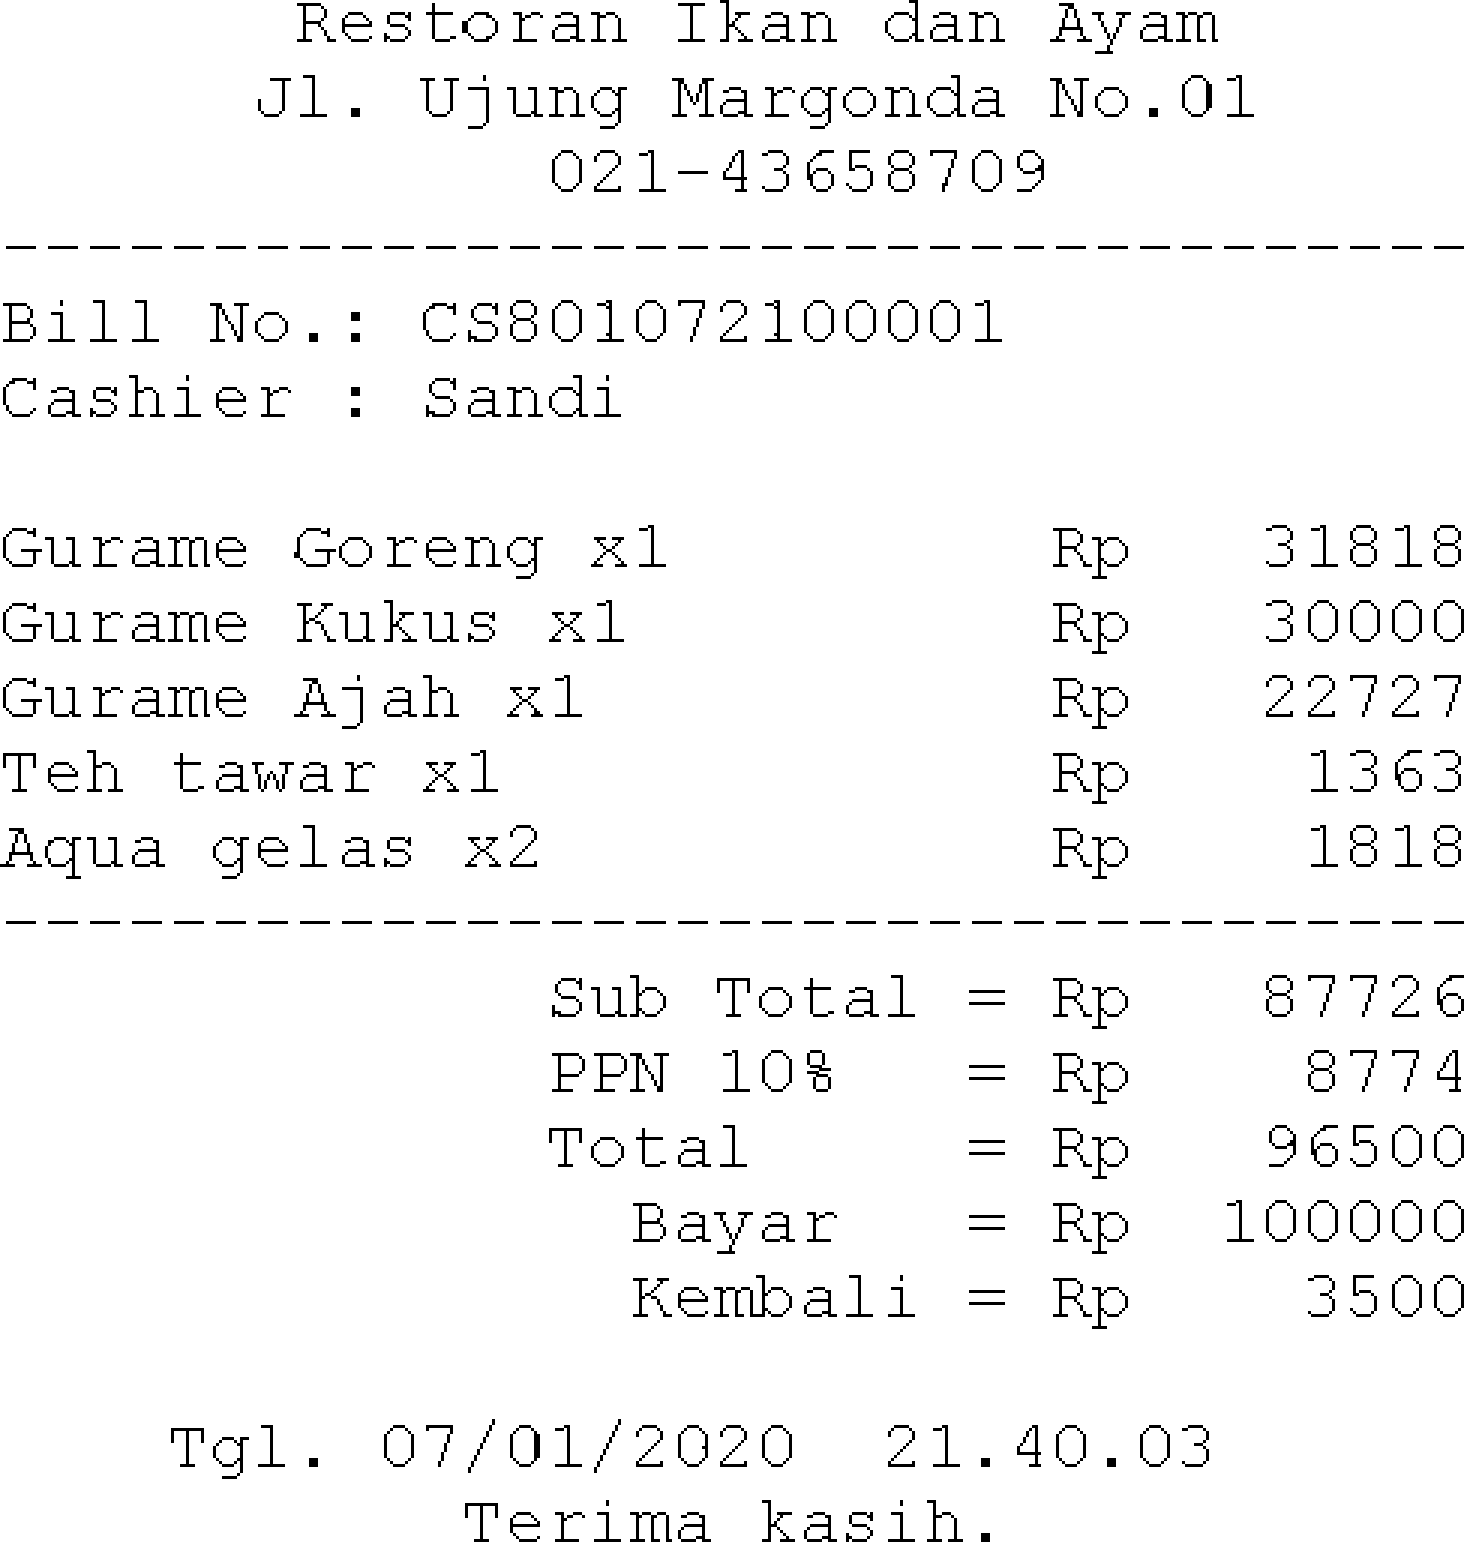 Restoran Ikan dan Ayam
Jl. Ujung Margonda No.01
021-43658709
-----------------------------------
Bill No.: CS801072100001
Cashier : Sandi
Gurame Goreng x1 Rp 31818
Gurame Kukus x1 Rp 30000
Gurame Ajah x1 Rp 22727
Teh tawar x1 Rp 1363
Aqua gelas x2 Rp 1818
-----------------------------------
Sub Total = Rp 87726
PPN 10% = Rp 8774
Total = Rp 96500
Bayar = Rp 100000
Kembali = Rp 3500
Tgl. 07/01/2020 21.40.03
Terima kasih.